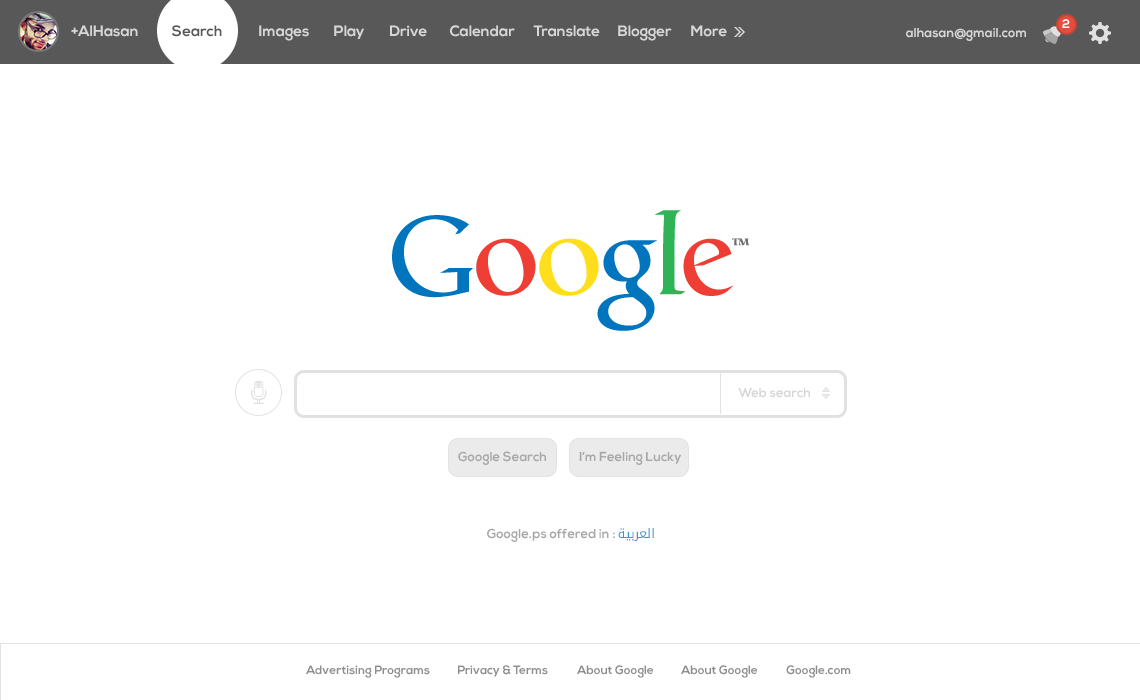 +AlHasan Search Images Play Drive Calendar Translate Blogger More alhasan@gmail.com 2
Google™
Web search
Google Search I'm Feeling Lucky
Google.ps offered in : العربية
Advertising Programs Privacy & Terms About Google About Google Google.com